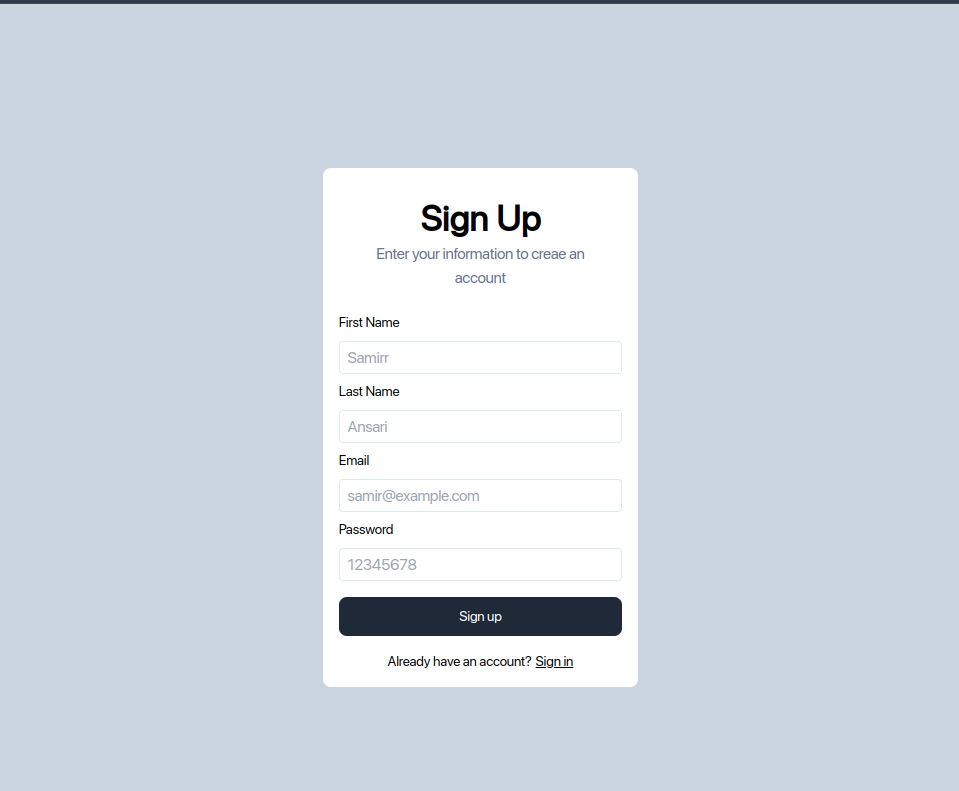 Sign Up
Enter your information to creae an
account
First Name
Samirr
Last Name
Ansari
Email
samir@example.com
Password
12345678
Sign up
Already have an account? Sign in